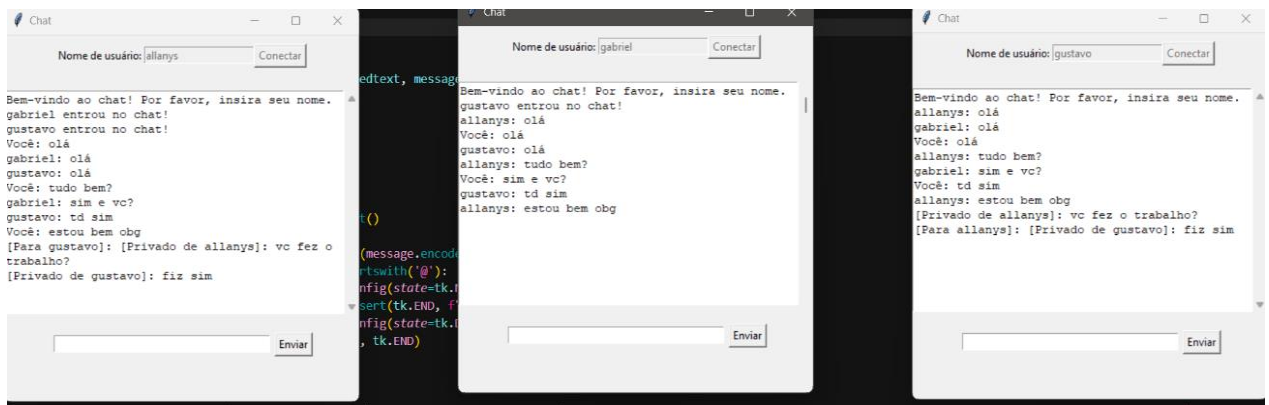 Chat
Nome de usuário: allanys Conectar
Bem-vindo ao chat! Por favor, insira seu nome.
gabriel entrou no chat!
gustavo entrou no chat!
Você: olá
gabriel: olá
gustavo: olá
Você: tudo bem?
gabriel: sim e vc?
gustavo: td sim
Você: estou bem obg
[Para gustavo]: [Privado de allanys]: vc fez o
trabalho?
[Privado de gustavo]: fiz sim
Enviar
edtext, message
t()
(message.encode
rtswith('@'):
nfig(state=tk.
sert(tk.END, f
nfig(state=tk.
, tk.END)
Chat
Nome de usuário: gabriel Conectar
Bem-vindo ao chat! Por favor, insira seu nome.
gustavo entrou no chat!
allanys: olá
Você: olá
gustavo: olá
allanys: tudo bem?
Você: sim e vc?
gustavo: td sim
allanys: estou bem obg
Enviar
Chat
Nome de usuário: gustavo Conectar
Bem-vindo ao chat! Por favor, insira seu nome.
allanys: olá
gabriel: olá
Você: olá
allanys: tudo bem?
gabriel: sim e vc?
Você: td sim
allanys: estou bem obg
[Privado de allanys]: vc fez o trabalho?
[Para allanys]: [Privado de gustavo]: fiz sim
Enviar